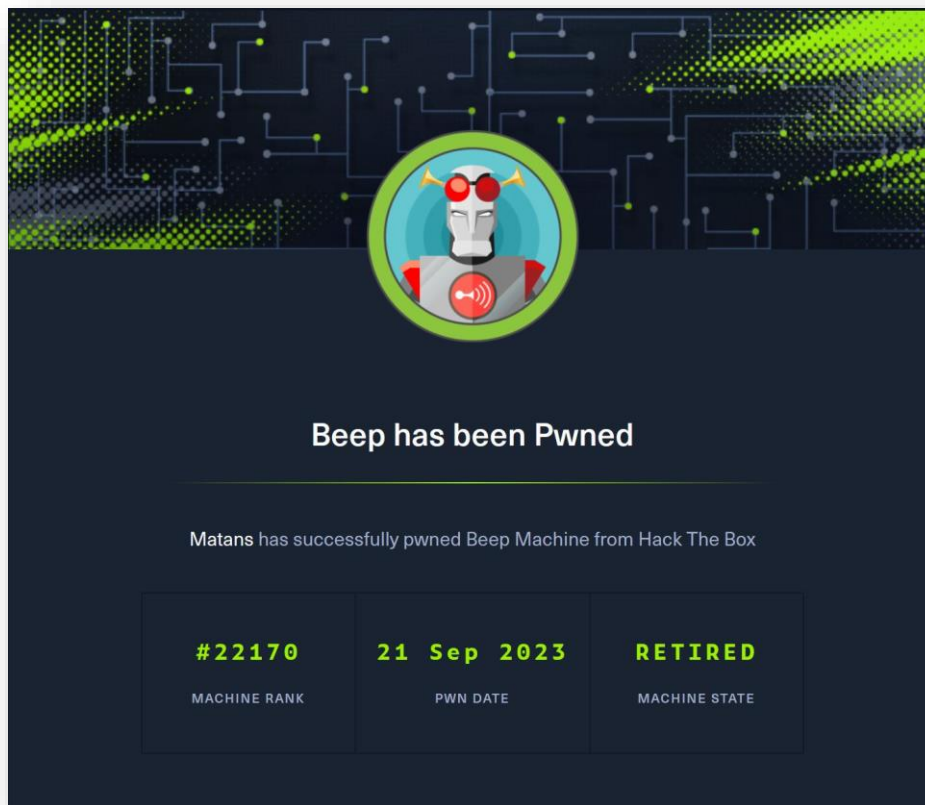 Beep has been Pwned
Matans has successfully pwned Beep Machine from Hack The Box
#22170
MACHINE RANK
21 Sep 2023
PWN DATE
RETIRED
MACHINE STATE